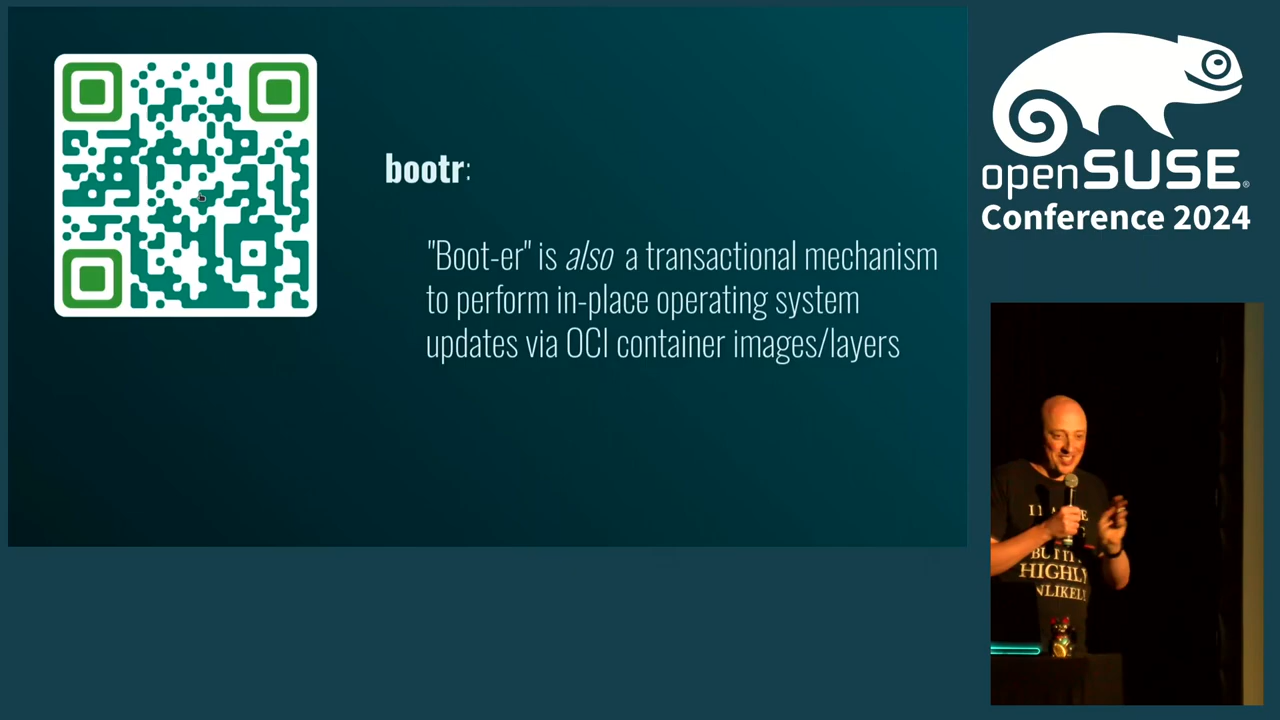 bootr:
"Boot-er" is also a transactional mechanism
to perform in-place operating system
updates via OCI container images/layers
openSUSE®
Conference 2024
HIGHLY